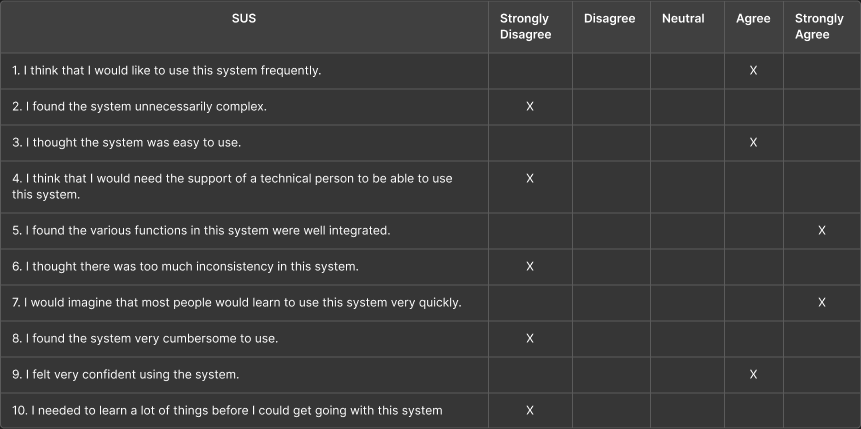 SUS Strongly Disagree Disagree Neutral Agree Strongly Agree
1. I think that I would like to use this system frequently. X
2. I found the system unnecessarily complex. X
3. I thought the system was easy to use. X
4. I think that I would need the support of a technical person to be able to use X
this system.
5. I found the various functions in this system were well integrated. X
6. I thought there was too much inconsistency in this system. X
7. I would imagine that most people would learn to use this system very quickly. X
8. I found the system very cumbersome to use. X
9. I felt very confident using the system. X
10. I needed to learn a lot of things before I could get going with this system X